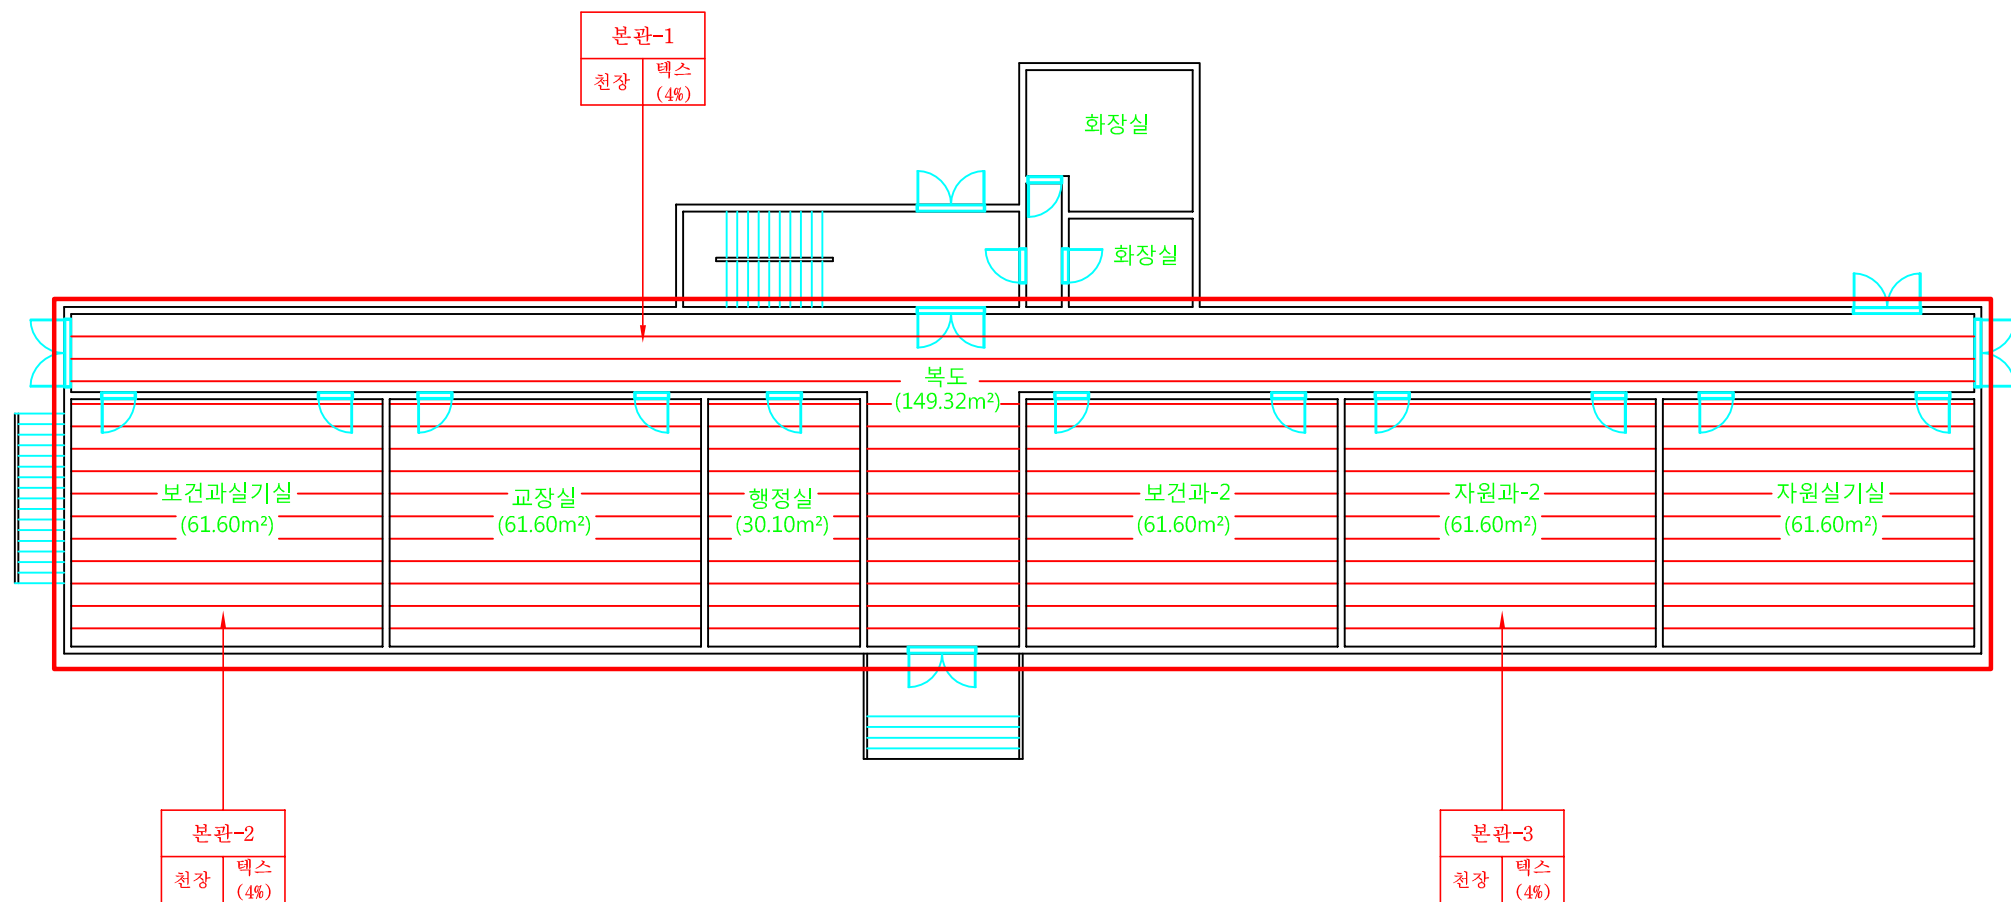 본관-1
천장
텍스
(4%)
화장실
화장실
복도
(149.32m²)
보건과실기실
(61.60m²)
교장실
(61.60m²)
행정실
(30.10m²)
보건과-2
(61.60m²)
자원과-2
(61.60m²)
자원실기실
(61.60m²)
본관-2
천장
텍스
(4%)
본관-3
천장
텍스
(4%)